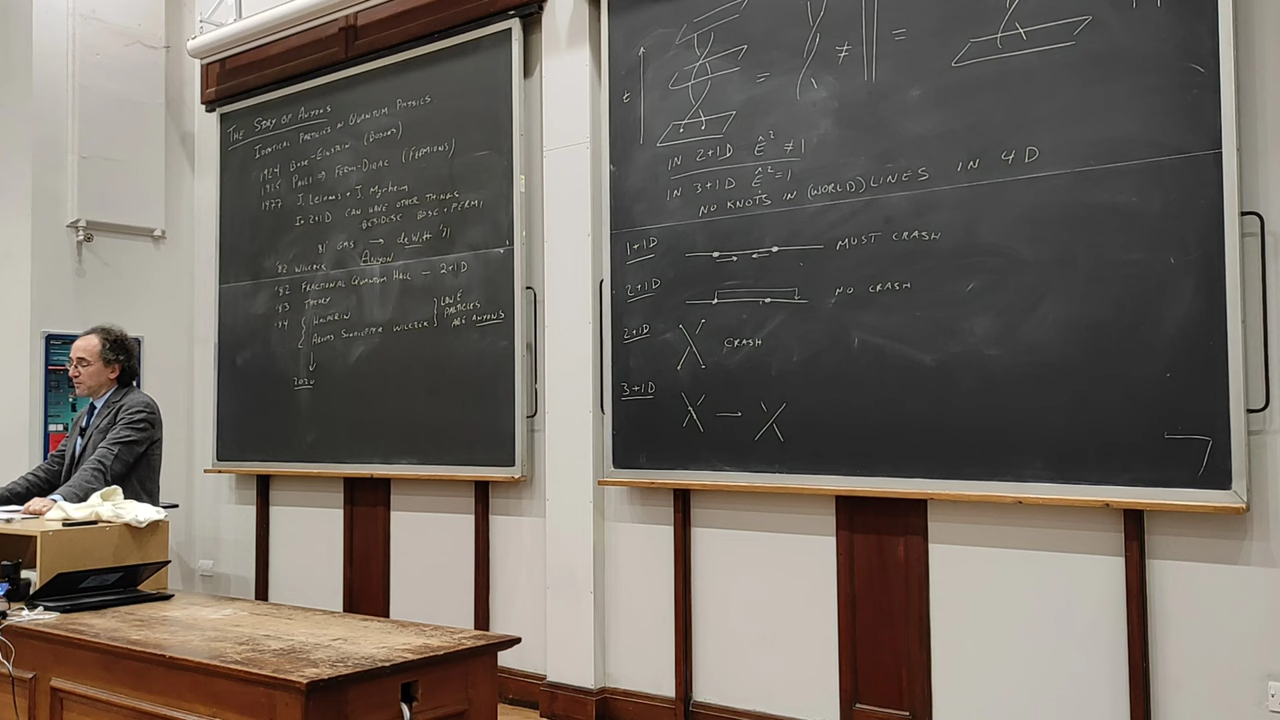 THE STORY OF ANYONS
IDENTICAL PARTICLES IN QUANTUM PHYSICS
1924 BOSE-EINSTEIN (BOSONS)
1925 PAULI ⇒ FERMI-DIRAC (FERMIONS)
1977 J. Leinaas + J. Myrheim
IN 2+1D CAN HAVE OTHER THINGS
BESIDESC BOSE + FERMI
81' GMS → deWitt '71
'82 WILCZEK ANYON
'82 FRACTIONAL QUANTUM HALL — 2+1D
'83 THEORY
'84 { HALPERIN
AROVAS SCHRIEFFER WILCZEK } LOW E PARTICLES ARE ANYONS
↓
2020
t
= ≠ =
IN 2+1D Ê² ≠ 1
IN 3+1D Ê² = 1
NO KNOTS IN (WORLD)LINES IN 4D
1+1D MUST CRASH
2+1D NO CRASH
2+1D CRASH
3+1D →